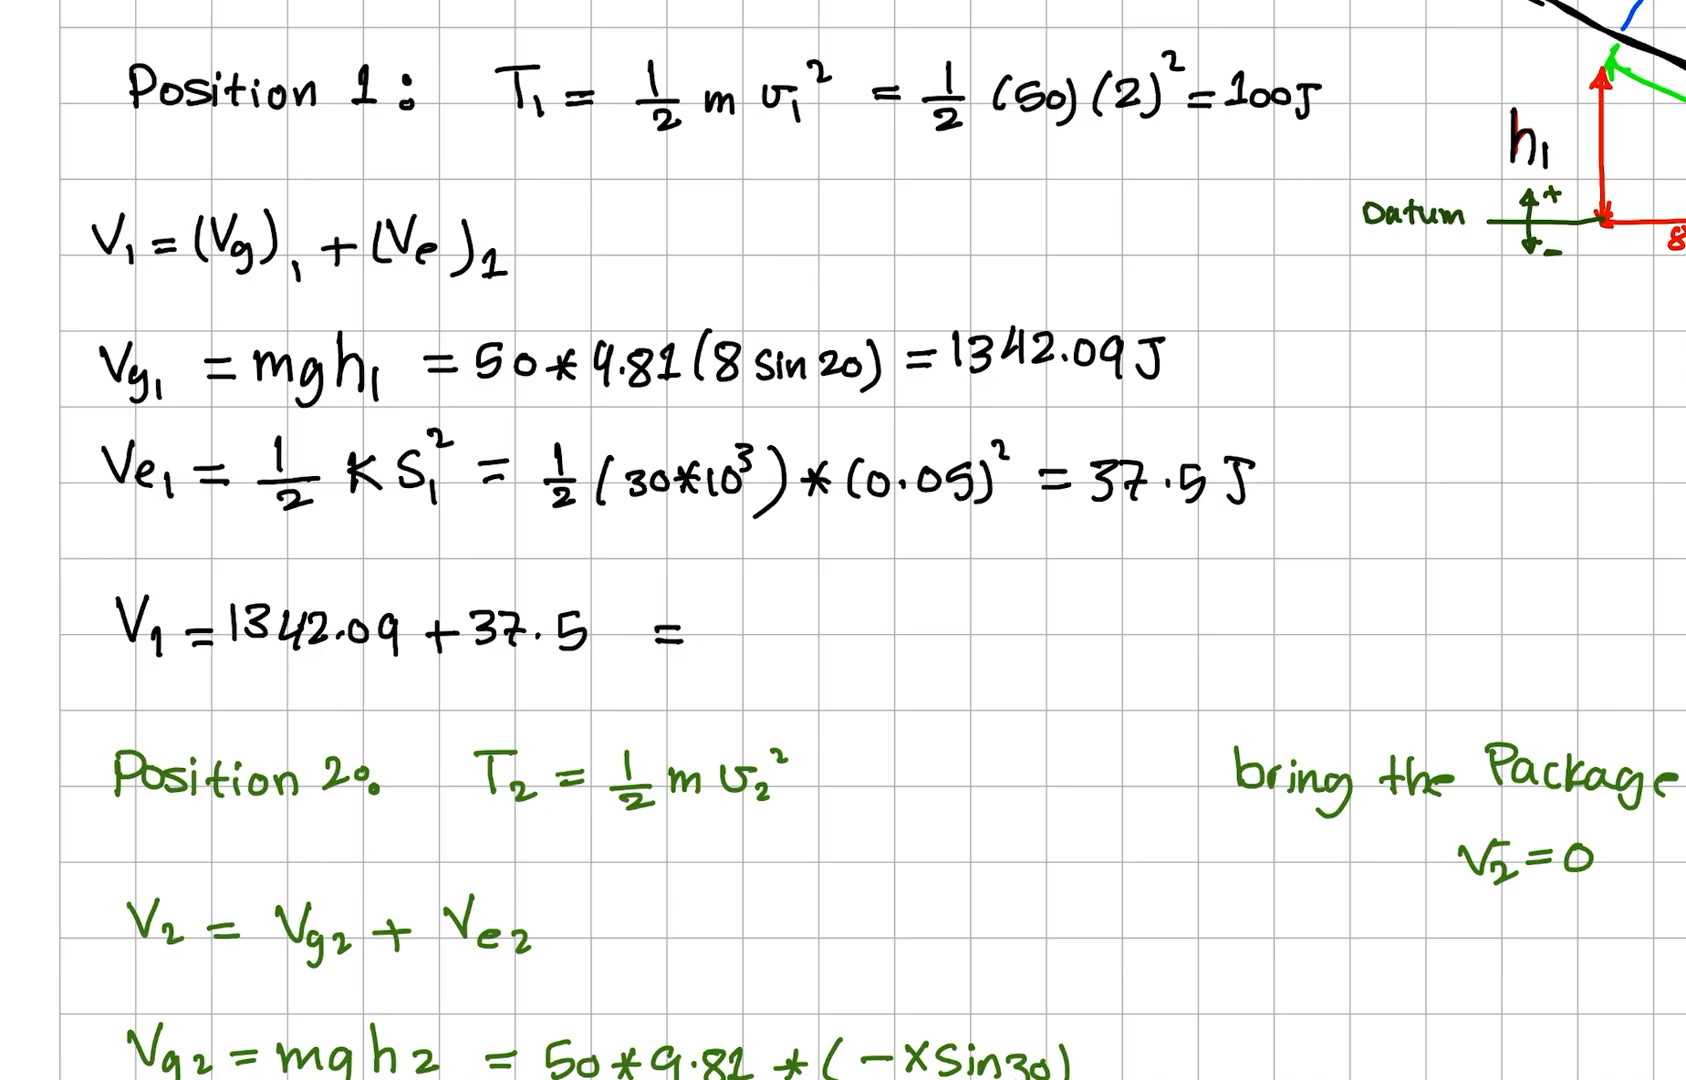 Position 1: T₁ = 1/2 m v₁² = 1/2 (50)(2)² = 100J
h₁
Datum + -
8
V₁ = (Vg)₁ + (Ve)1
Vg₁ = mgh₁ = 50*9.81(8 sin 20) = 1342.09 J
Ve₁ = 1/2 K S₁² = 1/2 (30*10³)*(0.05)² = 37.5 J
V₁ = 1342.09 + 37.5 =
Position 2: T₂ = 1/2 m v₂²
bring the Package
v₂ = 0
V₂ = Vg₂ + Ve₂
Vg₂ = mgh2 = 50*9.81 *(-X Sin20)